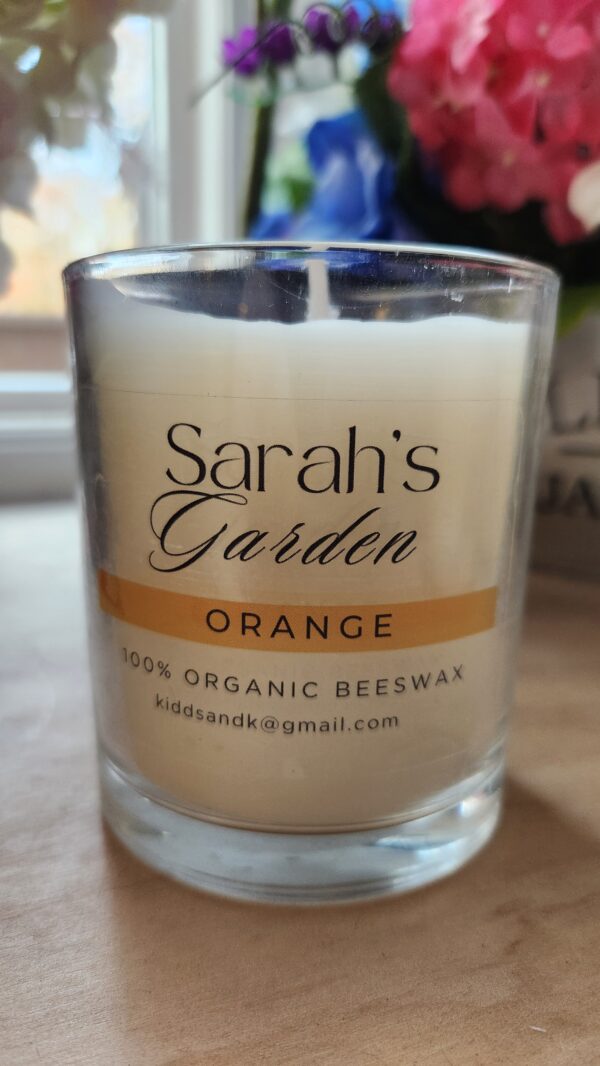 Sarah's
Garden
ORANGE
100% ORGANIC BEESWAX
kiddsandk@gmail.com